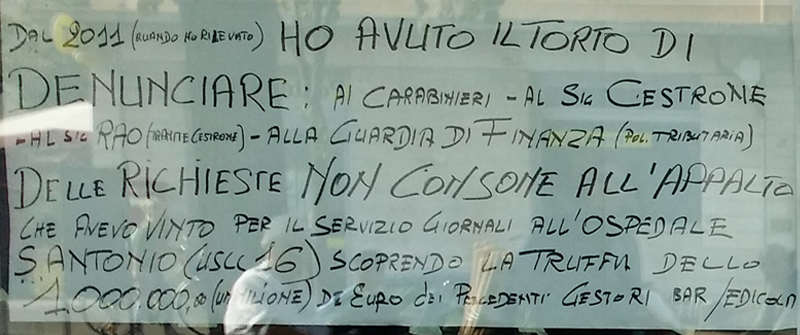 DAL 2011 (QUANDO HO RILEVATO) HO AVUTO IL TORTO DI
DENUNCIARE: AI CARABINIERI - AL SIG CESTRONE
- AL SIG RAO (TRAMITE CESTRONE) - ALLA GUARDIA DI FINANZA (POL. TRIBUTARIA)
DELLE RICHIESTE NON CONSONE ALL'APPALTO
CHE AVEVO VINTO PER IL SERVIZIO GIORNALI ALL'OSPEDALE
S. ANTONIO (USLL 16) SCOPRENDO LA TRUFFA DELLO
1.000.000,00 (UN MILIONE) DI EURO DEI PRECEDENTI GESTORI BAR/EDICOLA